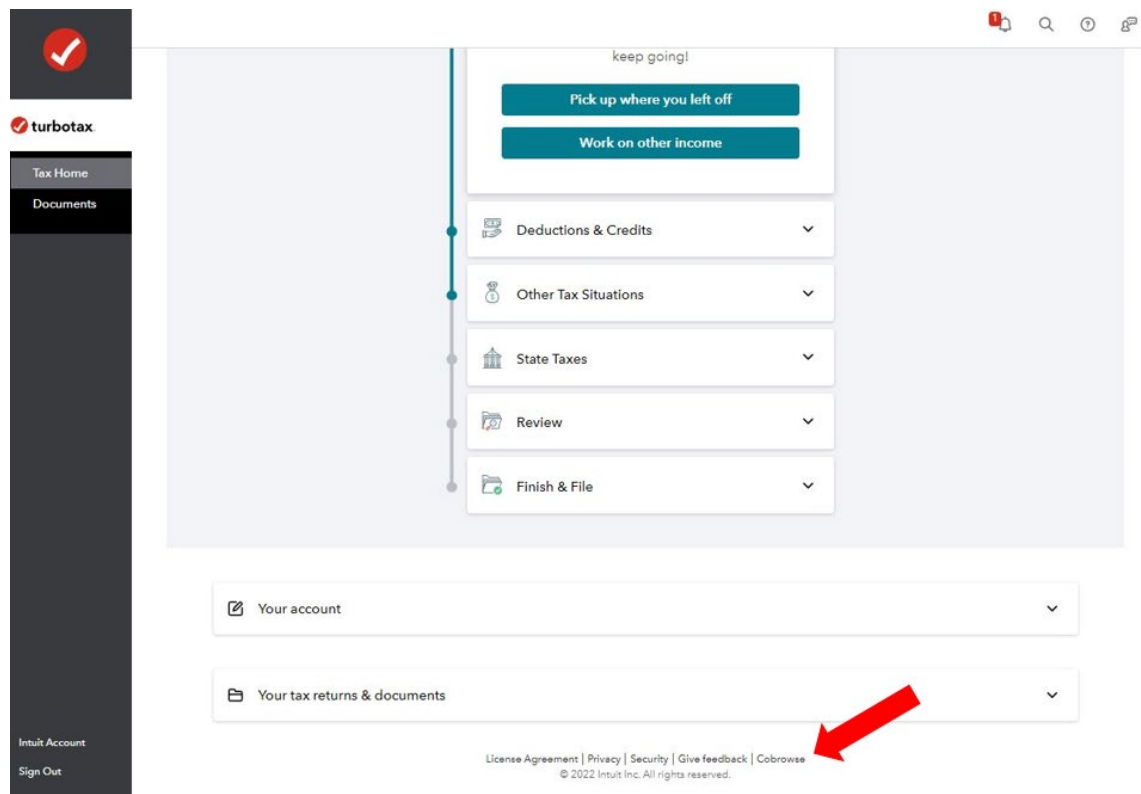 1
turbotax
Tax Home
Documents
Intuit Account
Sign Out
keep going!
Pick up where you left off
Work on other income
Deductions & Credits
Other Tax Situations
State Taxes
Review
Finish & File
Your account
Your tax returns & documents
License Agreement | Privacy | Security | Give feedback | Cobrowse
© 2022 Intuit Inc. All rights reserved.